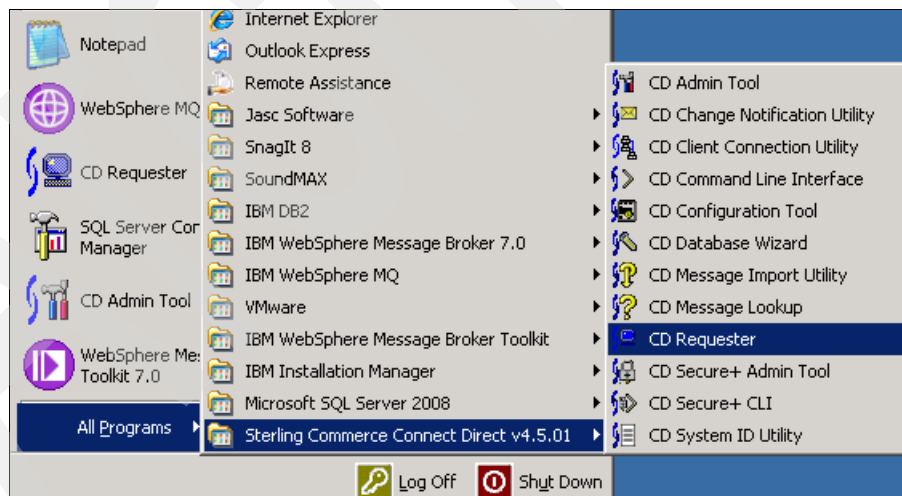 Notepad
WebSphere MQ
CD Requester
SQL Server Cor
Manager
CD Admin Tool
WebSphere Mes
Toolkit 7.0
All Programs
Internet Explorer
Outlook Express
Remote Assistance
Jasc Software
SnagIt 8
SoundMAX
IBM DB2
IBM WebSphere Message Broker 7.0
IBM WebSphere MQ
VMware
IBM WebSphere Message Broker Toolkit
IBM Installation Manager
Microsoft SQL Server 2008
Sterling Commerce Connect Direct v4.5.01
CD Admin Tool
CD Change Notification Utility
CD Client Connection Utility
CD Command Line Interface
CD Configuration Tool
CD Database Wizard
CD Message Import Utility
CD Message Lookup
CD Requester
CD Secure+ Admin Tool
CD Secure+ CLI
CD System ID Utility
Log Off
Shut Down